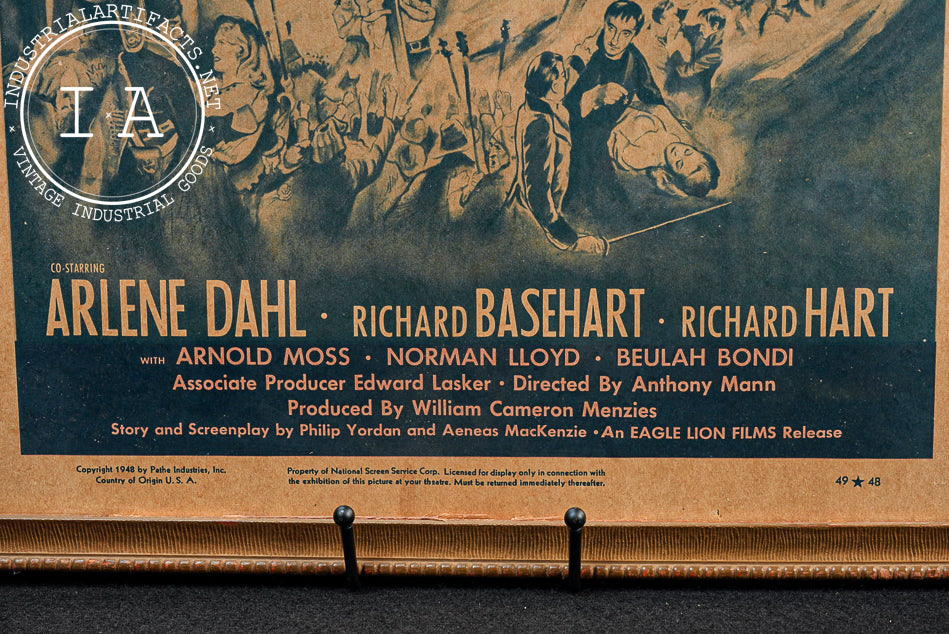 INDUSTRIALARTIFACTS.NET
IA
VINTAGE INDUSTRIAL GOODS
CO-STARRING
ARLENE DAHL · RICHARD BASEHART · RICHARD HART
WITH ARNOLD MOSS · NORMAN LLOYD · BEULAH BONDI
Associate Producer Edward Lasker · Directed By Anthony Mann
Produced By William Cameron Menzies
Story and Screenplay by Philip Yordan and Aeneas MacKenzie · An EAGLE LION FILMS Release
Copyright 1948 by Pathe Industries, Inc.
Country of Origin U. S. A.
Property of National Screen Service Corp. Licensed for display only in connection with
the exhibition of this picture at your theatre. Must be returned immediately thereafter.
49 ★ 48